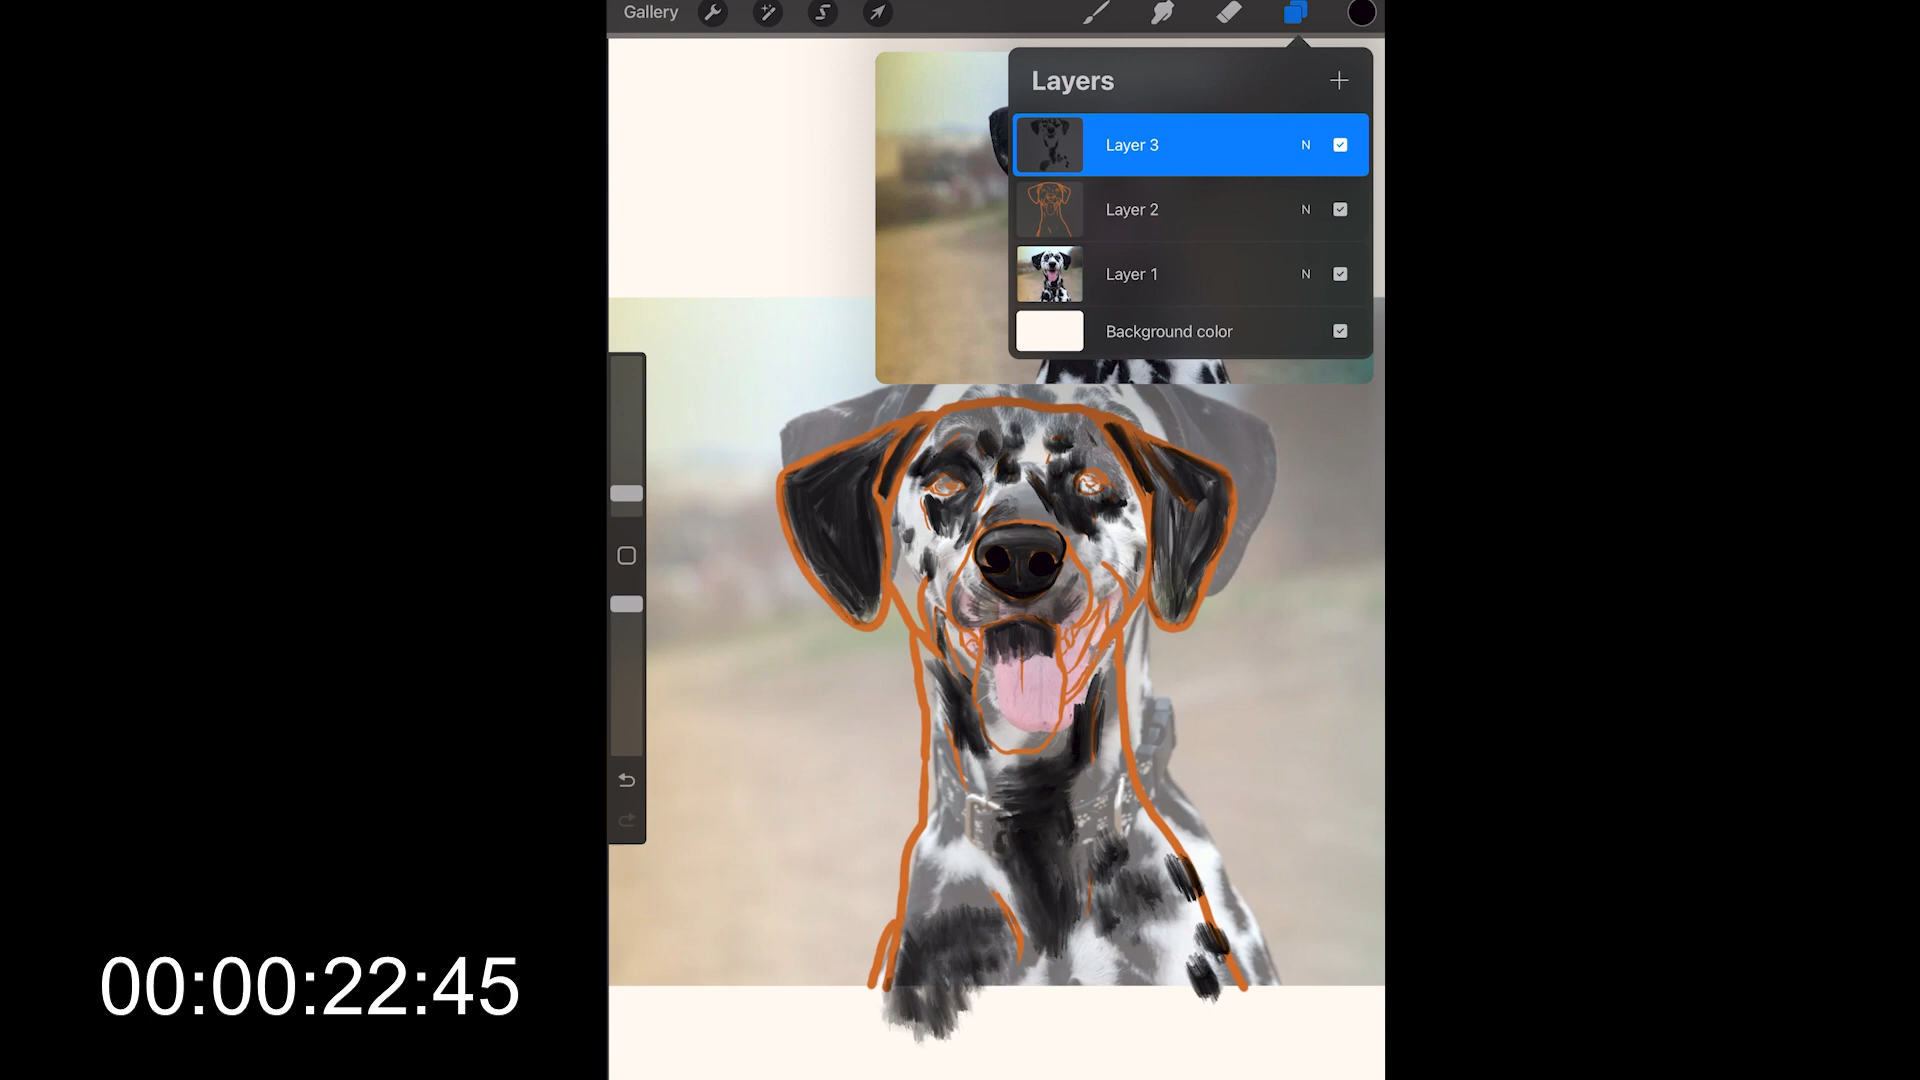 Gallery
Layers
Layer 3 N
Layer 2 N
Layer 1 N
Background color
00:00:22:45